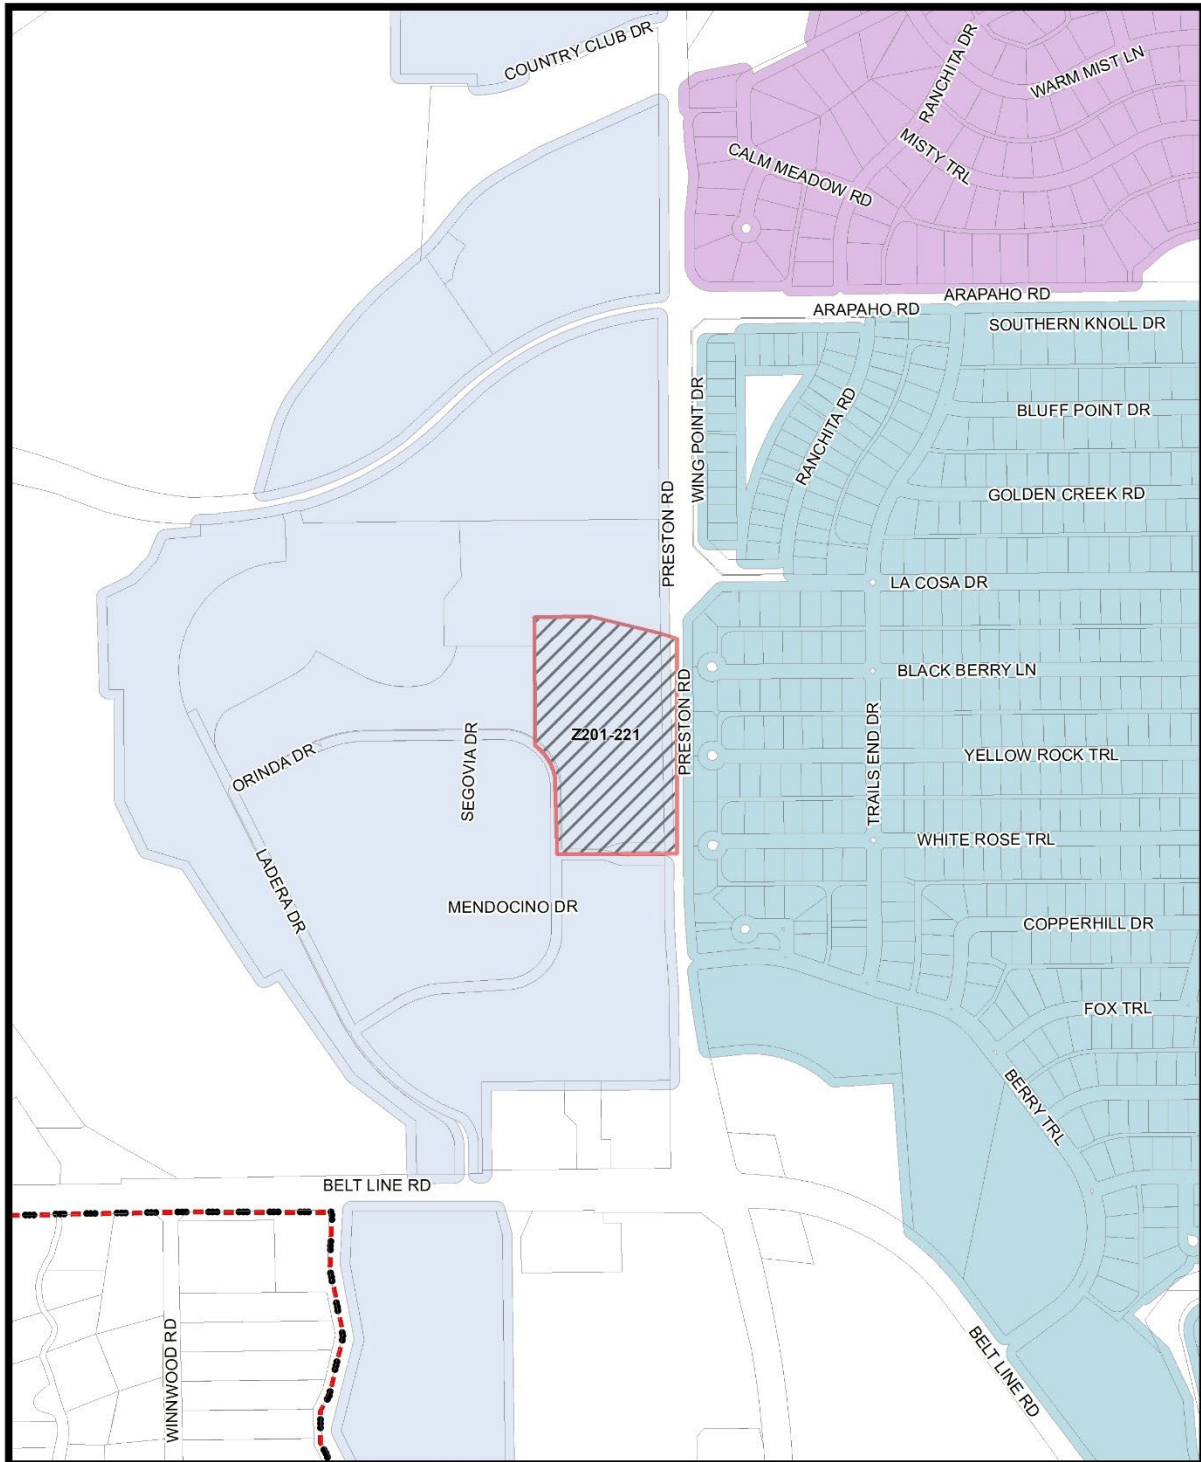 COUNTRY CLUB DR
RANCHITA DR
WARM MIST LN
MISTY TRL
CALM MEADOW RD
ARAPAHO RD
ARAPAHO RD
SOUTHERN KNOLL DR
WING POINT DR
RANCHITA RD
BLUFF POINT DR
GOLDEN CREEK RD
PRESTON RD
LA COSA DR
BLACK BERRY LN
PRESTON RD
Z201-221
TRAILS END DR
YELLOW ROCK TRL
ORINDA DR
SEGOVIA DR
WHITE ROSE TRL
LADERA DR
MENDOCINO DR
COPPERHILL DR
FOX TRL
BERRY TRL
BELT LINE RD
WINNWOOD RD
BELT LINE RD